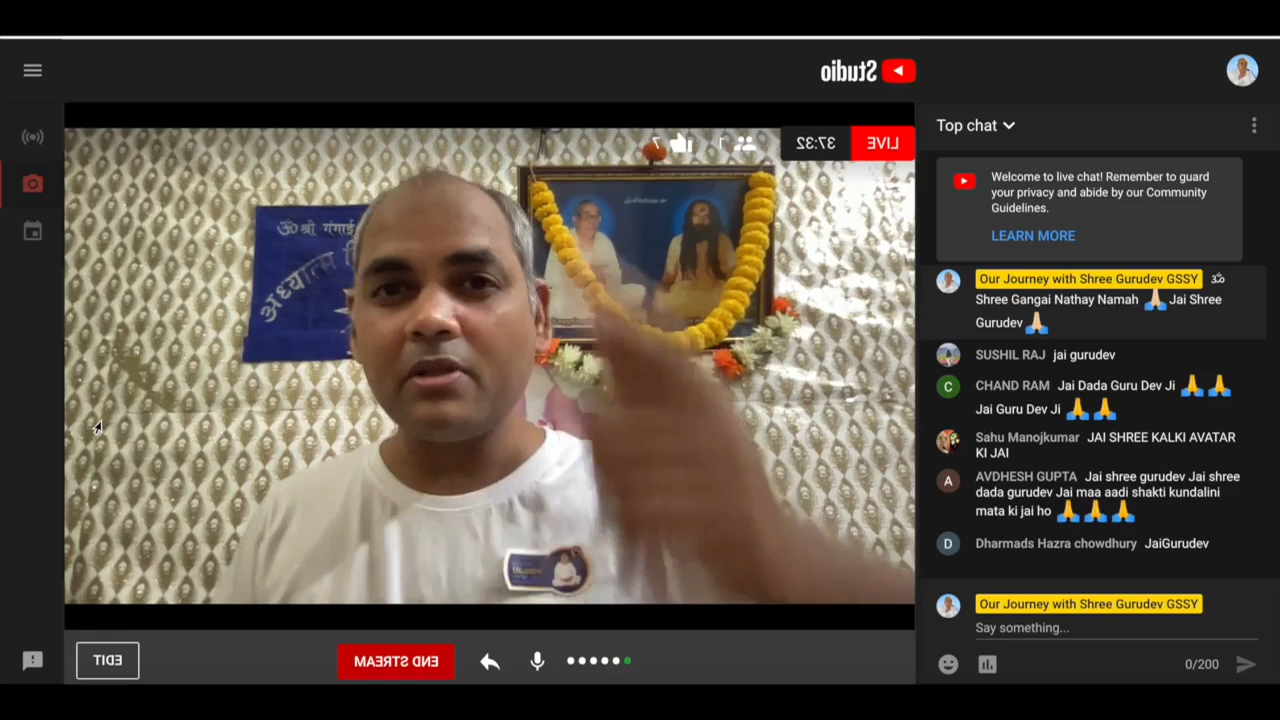 Studio
Top chat
LIVE
37:32
1
7
Welcome to live chat! Remember to guard
your privacy and abide by our Community
Guidelines.
LEARN MORE
Our Journey with Shree Gurudev GSSY ॐ
Shree Gangai Nathay Namah 🙏 Jai Shree
Gurudev 🙏
SUSHIL RAJ jai gurudev
CHAND RAM Jai Dada Guru Dev Ji 🙏 🙏
Jai Guru Dev Ji 🙏 🙏
Sahu Manojkumar JAI SHREE KALKI AVATAR
KI JAI
AVDHESH GUPTA Jai shree gurudev Jai shree
dada gurudev Jai maa aadi shakti kundalini
mata ki jai ho 🙏 🙏 🙏
Dharmads Hazra chowdhury JaiGurudev
Our Journey with Shree Gurudev GSSY
Say something...
0/200
ॐ श्री गंगाई
अध्यात्म
EDIT
END STREAM
C
A
D